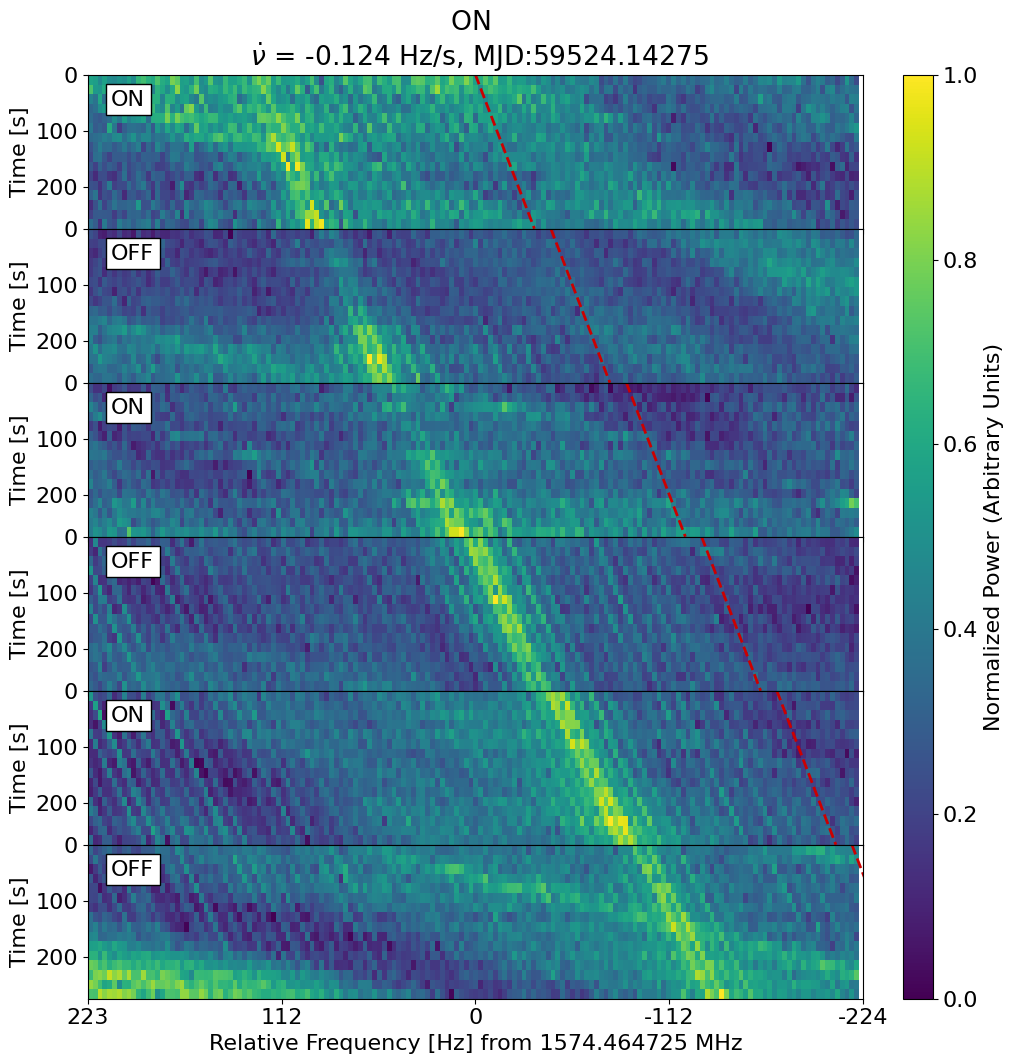 ON
ν̇ = -0.124 Hz/s, MJD:59524.14275
0
ON
100
200
Time [s]
0
OFF
100
200
Time [s]
0
ON
100
200
Time [s]
0
OFF
100
200
Time [s]
0
ON
100
200
Time [s]
0
OFF
100
200
Time [s]
223 112 0 -112 -224
Relative Frequency [Hz] from 1574.464725 MHz
1.0
0.8
0.6
0.4
0.2
0.0
Normalized Power (Arbitrary Units)